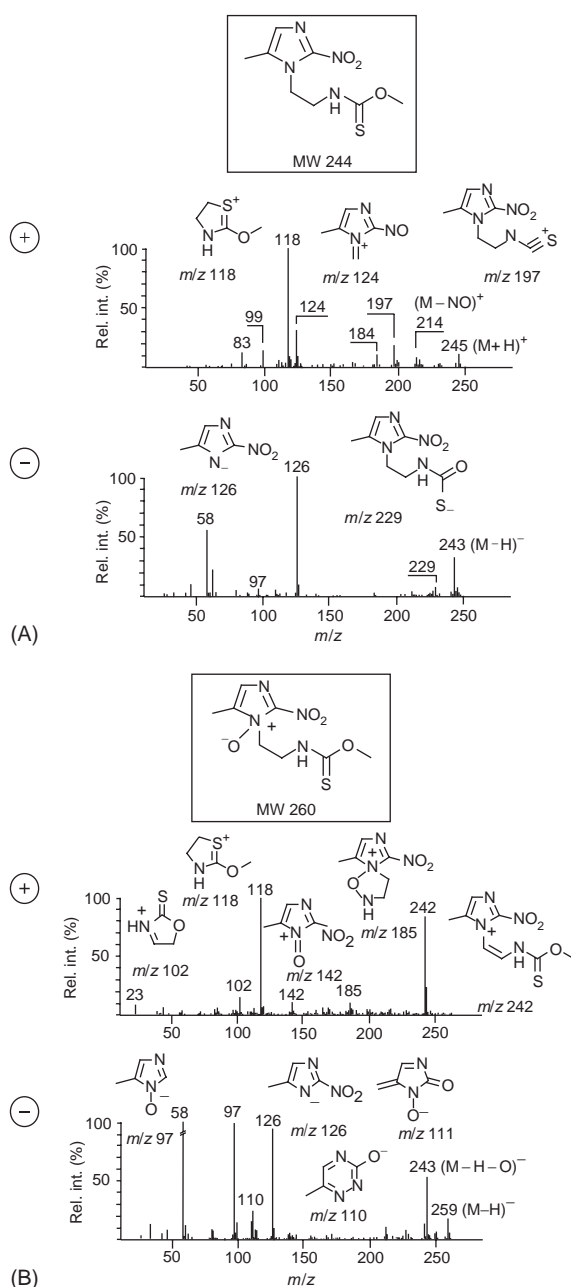 N
N
NO₂
H
N
O
S
MW 244
+
S⁺
N
H
O
m/z 118
N
N
+
NO
m/z 124
N
N
NO₂
N
+
S
m/z 197
Rel. int. (%)
100
50
118
99
83
124
197
184
(M – NO)⁺
214
245 (M+ H)⁺
50
100
150
200
250
–
N
N–
NO₂
m/z 126
N
N
NO₂
H
N
O
S–
m/z 229
Rel. int. (%)
100
50
58
97
126
229
243 (M-H)⁻
50
100
150
200
250
m/z
(A)
N
N
+
NO₂
⁻O
H
N
O
S
MW 260
+
S
HN
+
O
m/z 102
S⁺
N
H
O
m/z 118
N
N
+
O
NO₂
m/z 142
N
N
+
O
N
H
NO₂
m/z 185
N
N
+
NO₂
NH
O
S
m/z 242
Rel. int. (%)
100
50
23
102
118
142
185
242
50
100
150
200
250
–
N
N
O⁻
m/z 97
N
N
–
NO₂
m/z 126
N
N
O
O⁻
m/z 111
N
N
N
O⁻
m/z 110
Rel. int. (%)
100
50
58
97
110
126
243 (M–H–O)⁻
259 (M–H)⁻
50
100
150
200
250
m/z
(B)